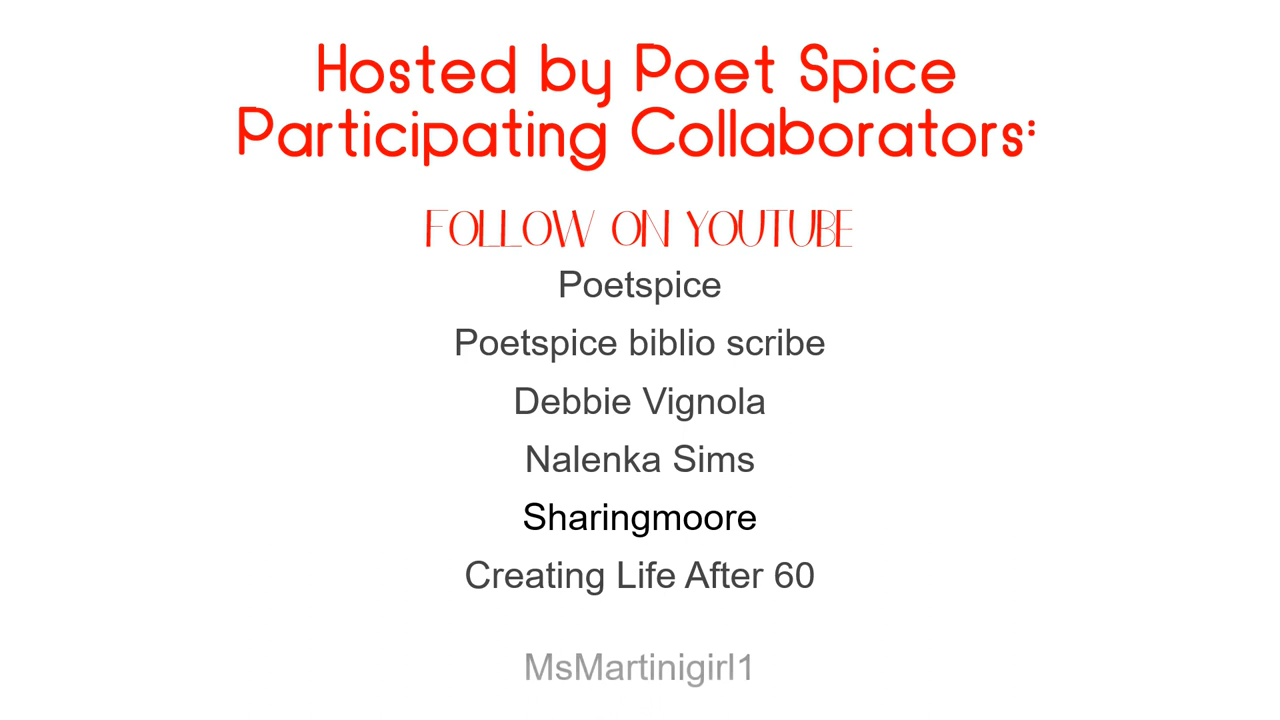 Hosted by Poet Spice
Participating Collaborators:
FOLLOW ON YOUTUBE
Poetspice
Poetspice biblio scribe
Debbie Vignola
Nalenka Sims
Sharingmoore
Creating Life After 60
MsMartinigirl1